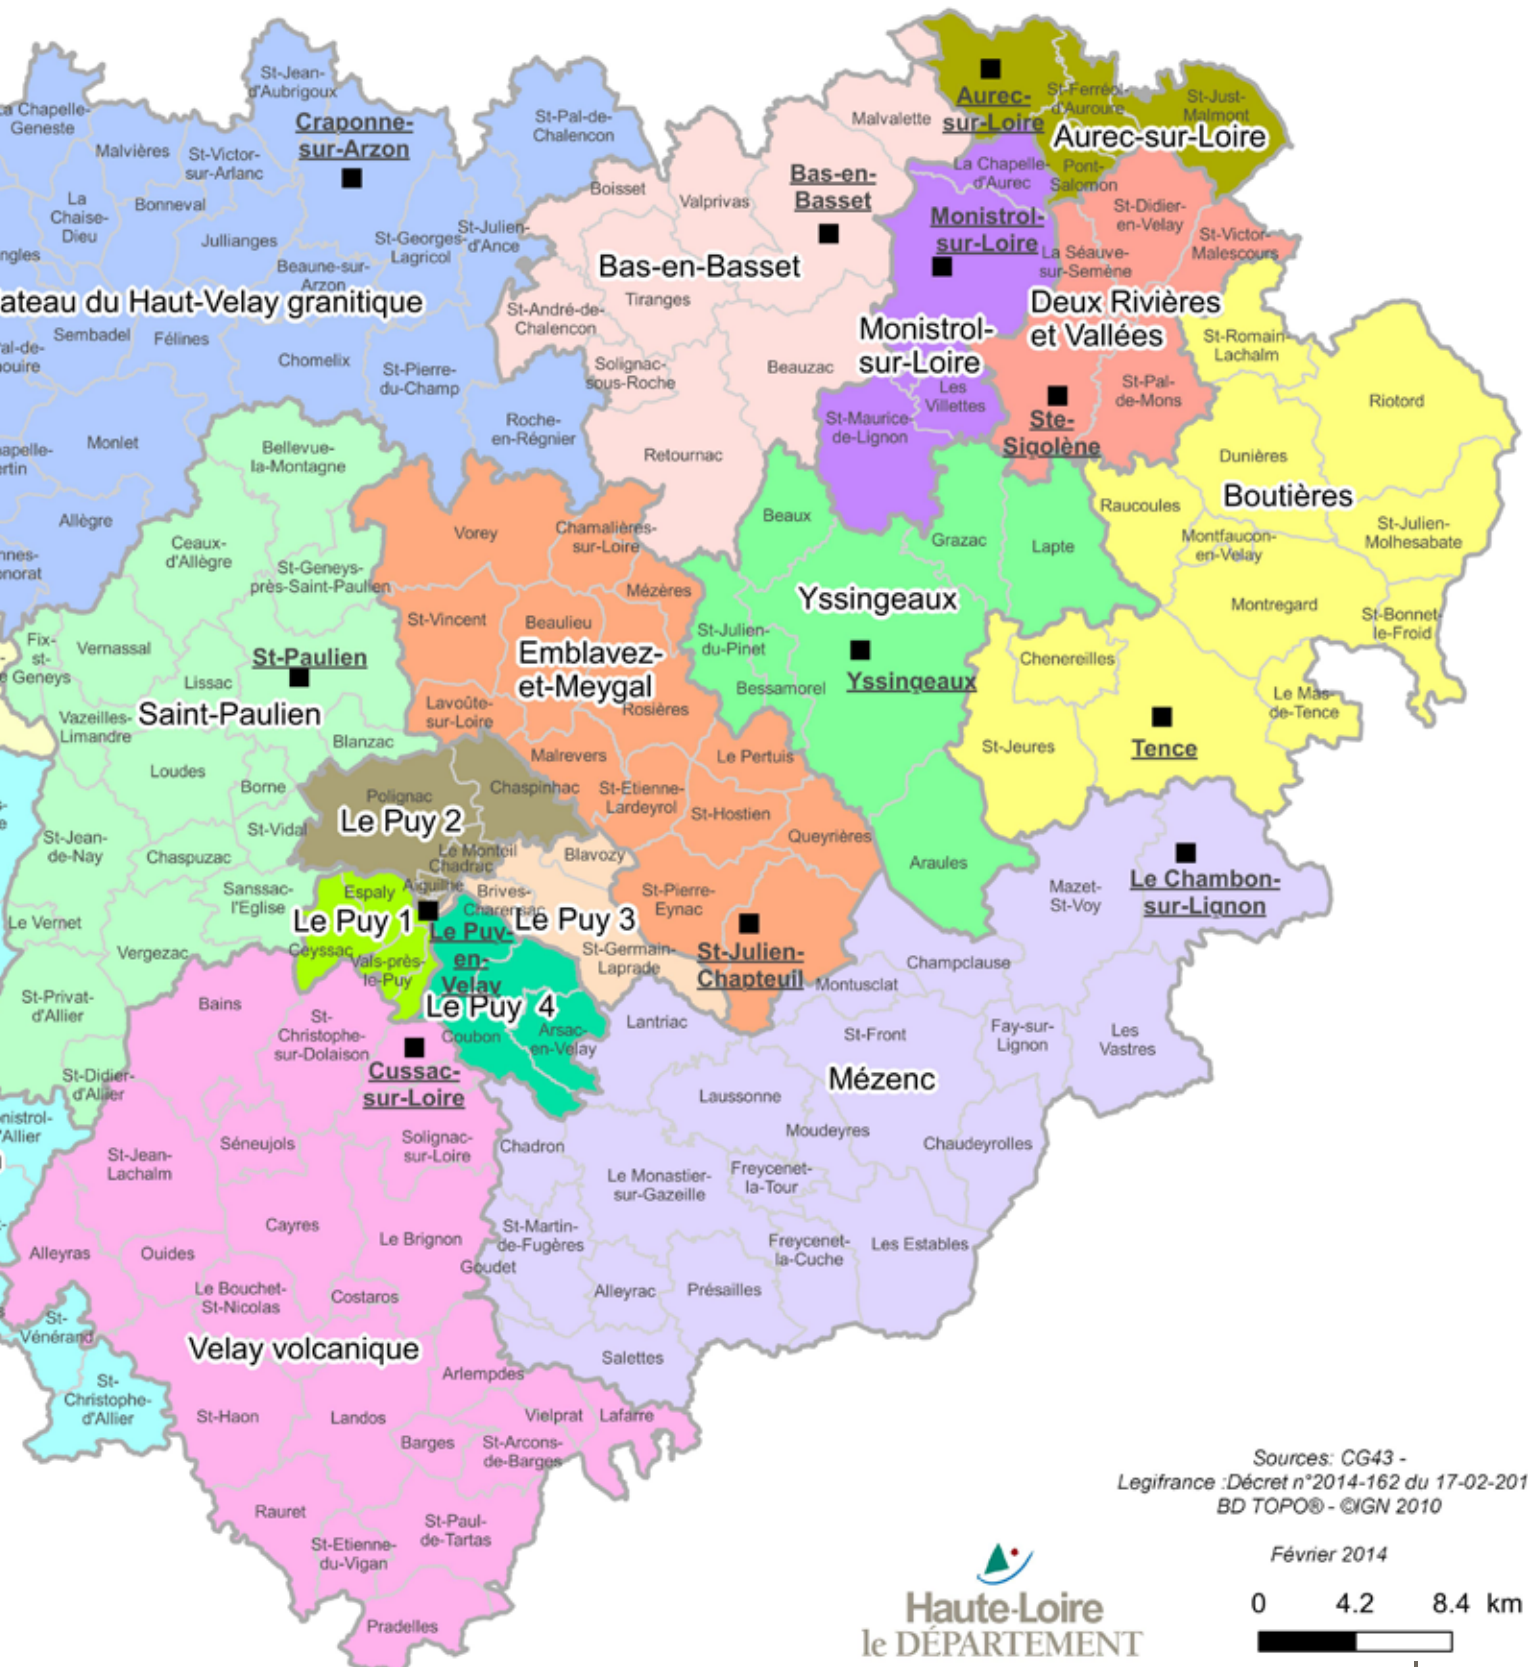 St-Jean-
d'Aubrigoux
La Chapelle-
Geneste
Craponne-
sur-Arzon
Malvières
St-Victor-
sur-Arlanc
St-Pal-de-
Chalencon
La
Chaise-
Dieu
Bonneval
Jullianges
St-Georges-
Lagricol
St-Julien-
d'Ance
Beaune-sur-
Arzon
ngles
ateau du Haut-Velay granitique
Sembadel
Félines
Chomelix
St-Pierre-
du-Champ
Roche-
en-Régnier
al-de-
ouire
Monlet
apelle-
ertin
Allègre
nnes-
onorat
Boisset
Valprivas
Malvalette
Bas-en-
Basset
Bas-en-Basset
Tiranges
St-André-de-
Chalencon
Solignac-
sous-Roche
Beauzac
Retournac
Aurec-
sur-Loire
St-Ferréol-
d'Auroure
St-Just-
Malmont
Aurec-sur-Loire
Pont-
Salomon
La Chapelle-
d'Aurec
Monistrol-
sur-Loire
Monistrol-
sur-Loire
Les
Villettes
St-Maurice-
de-Lignon
St-Didier-
en-Velay
St-Victor-
Malescours
La Séauve-
sur-Semène
Deux Rivières
et Vallées
St-Pal-
de-Mons
Ste-
Sigolène
St-Romain-
Lachalm
Riotord
Dunières
Boutières
Raucoules
Montfaucon-
en-Velay
St-Julien-
Molhesabate
Montregard
St-Bonnet-
le-Froid
Chenereilles
Le Mas-
de-Tence
St-Jeures
Tence
Beaux
Grazac
Lapte
Yssingeaux
St-Julien-
du-Pinet
Bessamorel
Yssingeaux
Araules
Vorey
Chamalières-
sur-Loire
Mézères
St-Vincent
Beaulieu
Emblavez-
et-Meygal
Lavoûte-
sur-Loire
Rosières
Malrevers
Le Pertuis
St-Etienne-
Lardeyrol
St-Hostien
Queyrières
St-Pierre-
Eynac
St-Julien-
Chapteuil
Bellevue-
la-Montagne
Ceaux-
d'Allègre
St-Geneys-
près-Saint-Paulien
Fix-
st-
Geneys
Vernassal
St-Paulien
Lissac
Saint-Paulien
Vazeilles-
Limandre
Blanzac
Loudes
Borne
St-Vidal
St-Jean-
de-Nay
Chaspuzac
Sanssac-
l'Eglise
Le Vernet
Vergezac
St-Privat-
d'Allier
St-Didier-
d'Allier
Polignac
Chaspinhac
Le Puy 2
Le Monteil
Chadrac
Aiguilhe
Espaly
Le Puy 1
Ceyssac
Vals-près-
le-Puy
Blavozy
Brives-
Charensac
Le Puy 3
St-Germain-
Laprade
Le Puy-
en-
Velay
Le Puy 4
Coubon
Arsac-
en-Velay
Mazet-
St-Voy
Le Chambon-
sur-Lignon
Champclause
Montusclat
Lantriac
St-Front
Fay-sur-
Lignon
Les
Vastres
Mézenc
Laussonne
Moudeyres
Chaudeyrolles
Chadron
Le Monastier-
sur-Gazeille
Freycenet-
la-Tour
St-Martin-
de-Fugères
Freycenet-
la-Cuche
Les Estables
Goudet
Alleyrac
Présailles
Salettes
Bains
St-
Christophe-
sur-Dolaison
Cussac-
sur-Loire
nistrol-
'Allier
St-Jean-
Lachalm
Séneujols
Solignac-
sur-Loire
Cayres
Le Brignon
Alleyras
Ouides
Le Bouchet-
St-Nicolas
Costaros
St-
Vénérand
Velay volcanique
St-
Christophe-
d'Allier
Arlempdes
St-Haon
Landos
Vielprat
Lafarre
Barges
St-Arcons-
de-Barges
Rauret
St-Paul-
de-Tartas
St-Etienne-
du-Vigan
Pradelles
Sources: CG43 -
Legifrance :Décret n°2014-162 du 17-02-201
BD TOPO® - ©IGN 2010
Février 2014
0 4.2 8.4 km
Haute-Loire
le DÉPARTEMENT